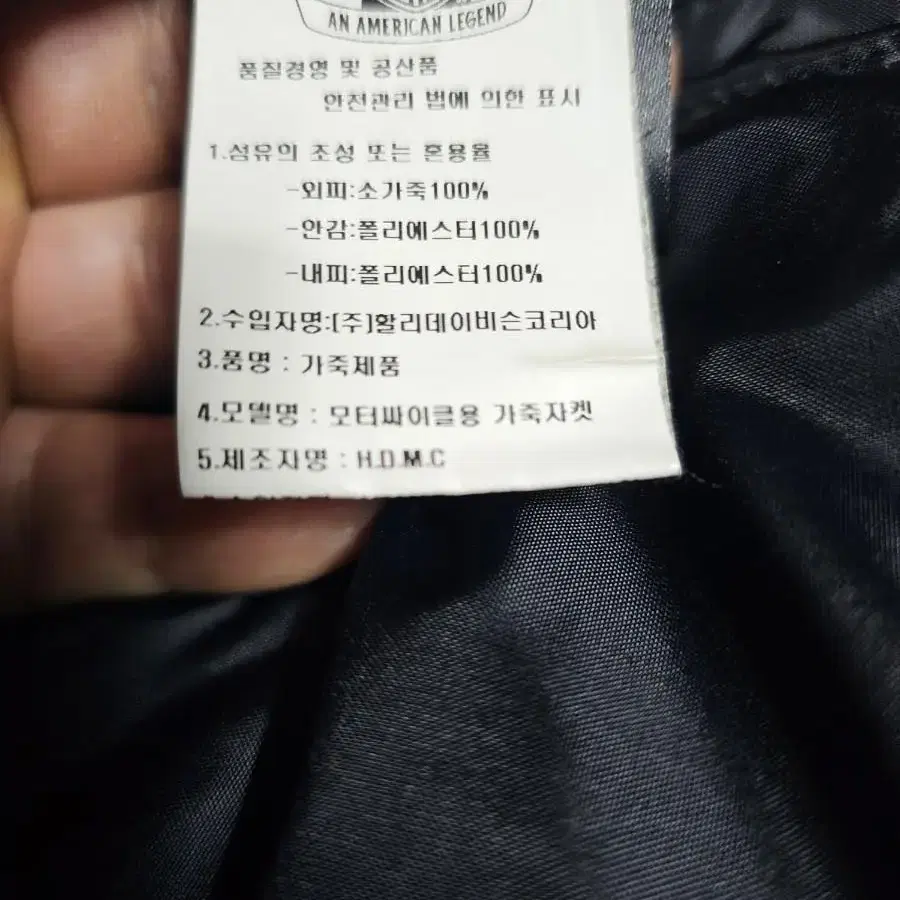 AN AMERICAN LEGEND
품질경영 및 공산품
안전관리 법에 의한 표시
1.섬유의 조성 또는 혼용율
-외피:소가죽100%
-안감:폴리에스터100%
-내피:폴리에스터100%
2.수입자명:(주)할리데이비슨코리아
3.품명 : 가죽제품
4.모델명 : 모터싸이클용 가죽자켓
5.제조자명 : H.D.M.C